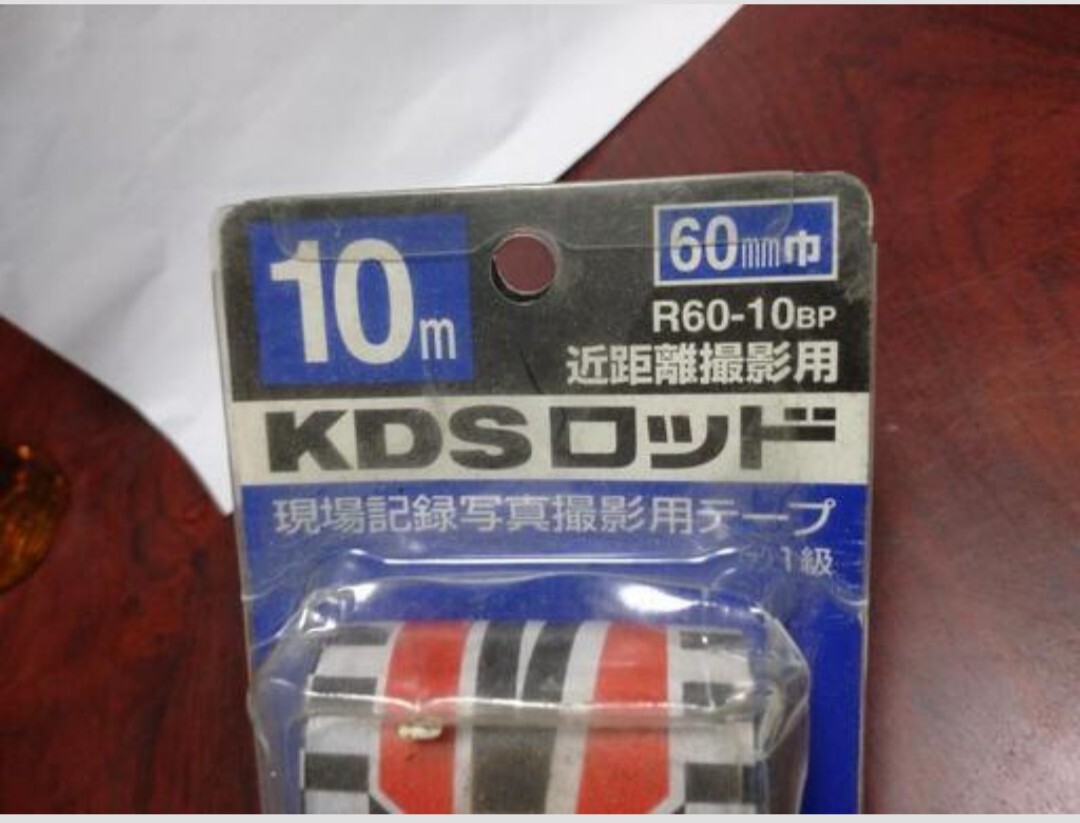 10m
60mm巾
R60-10BP
近距離撮影用
KDSロッド
現場記録写真撮影用テープ
1級